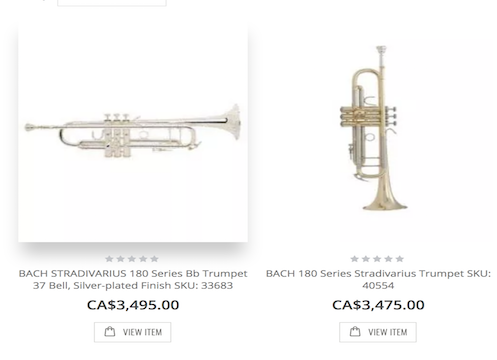 BACH STRADIVARIUS 180 Series Bb Trumpet
37 Bell, Silver-plated Finish SKU: 33683
CA$3,495.00
VIEW ITEM
BACH 180 Series Stradivarius Trumpet SKU:
40554
CA$3,475.00
VIEW ITEM